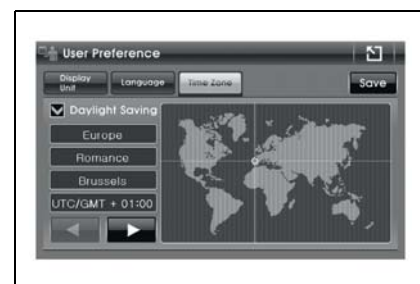 User Preference
Display
Unit
Language
Time Zone
Save
Daylight Saving
Europe
Romance
Brussels
UTC/GMT + 01:00